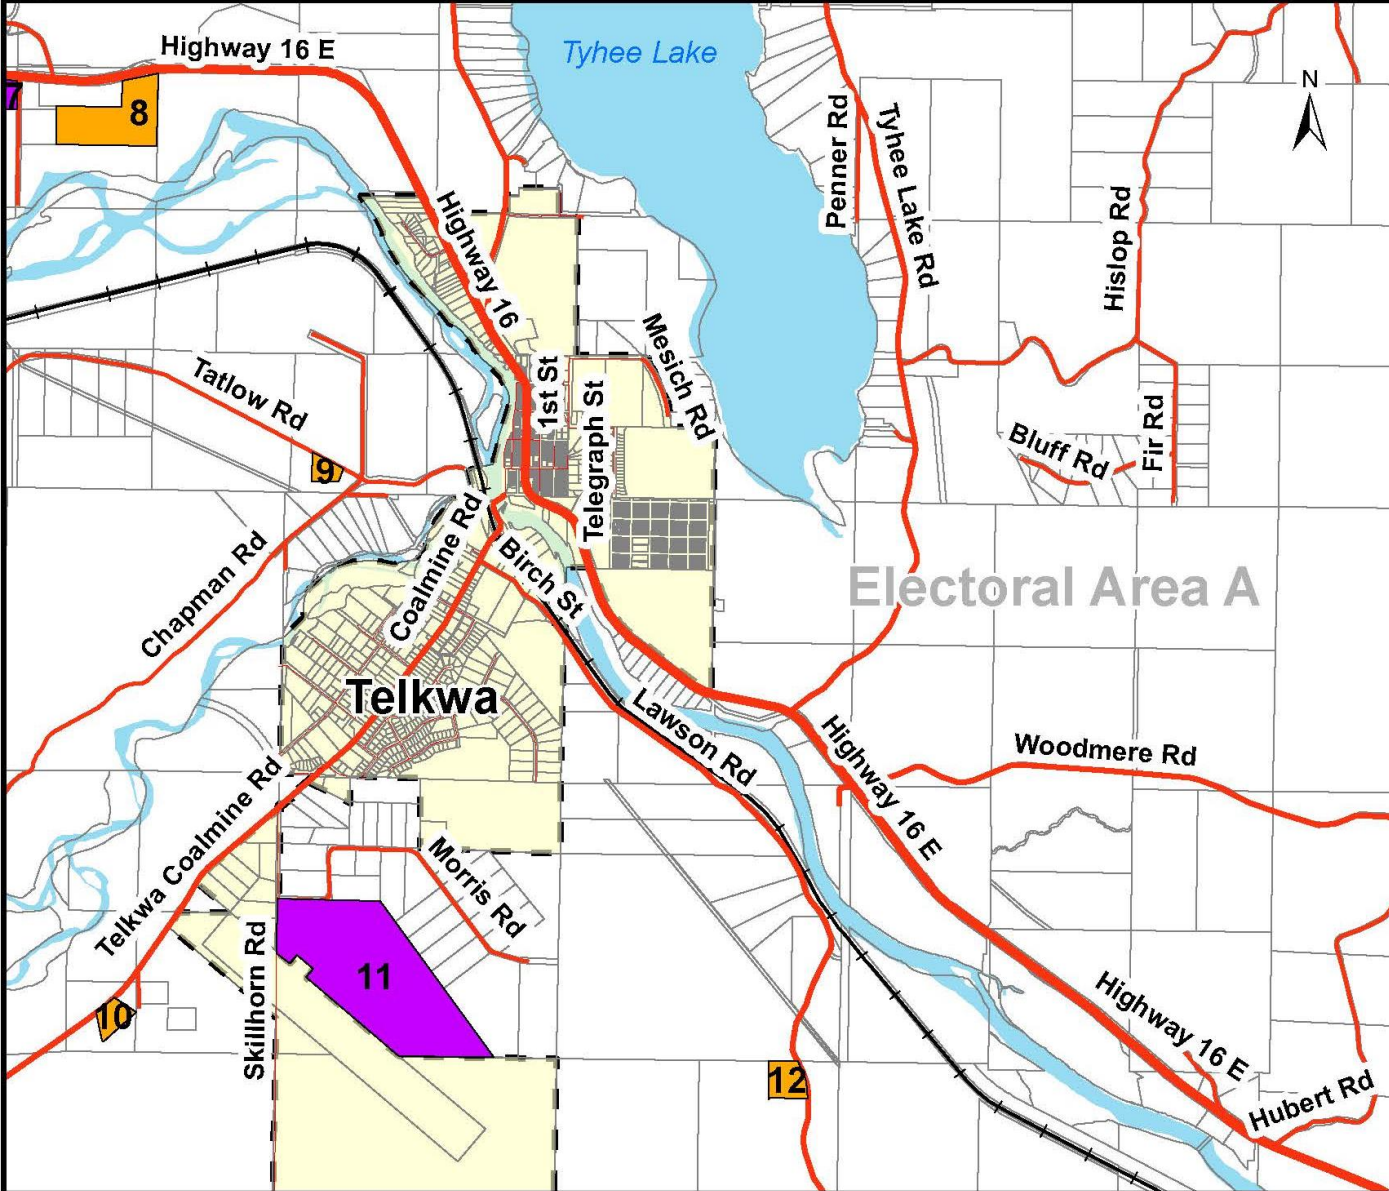 Highway 16 E
Tyhee Lake
N
7
8
Penner Rd
Tyhee Lake Rd
Hislop Rd
Highway 16
Mesich Rd
1st St
Telegraph St
Tatlow Rd
Fir Rd
Bluff Rd
9
Coalmine Rd
Chapman Rd
Birch St
Electoral Area A
Telkwa
Lawson Rd
Highway 16 E
Woodmere Rd
Telkwa Coalmine Rd
Morris Rd
Skillhorn Rd
11
10
Highway 16 E
12
Hubert Rd